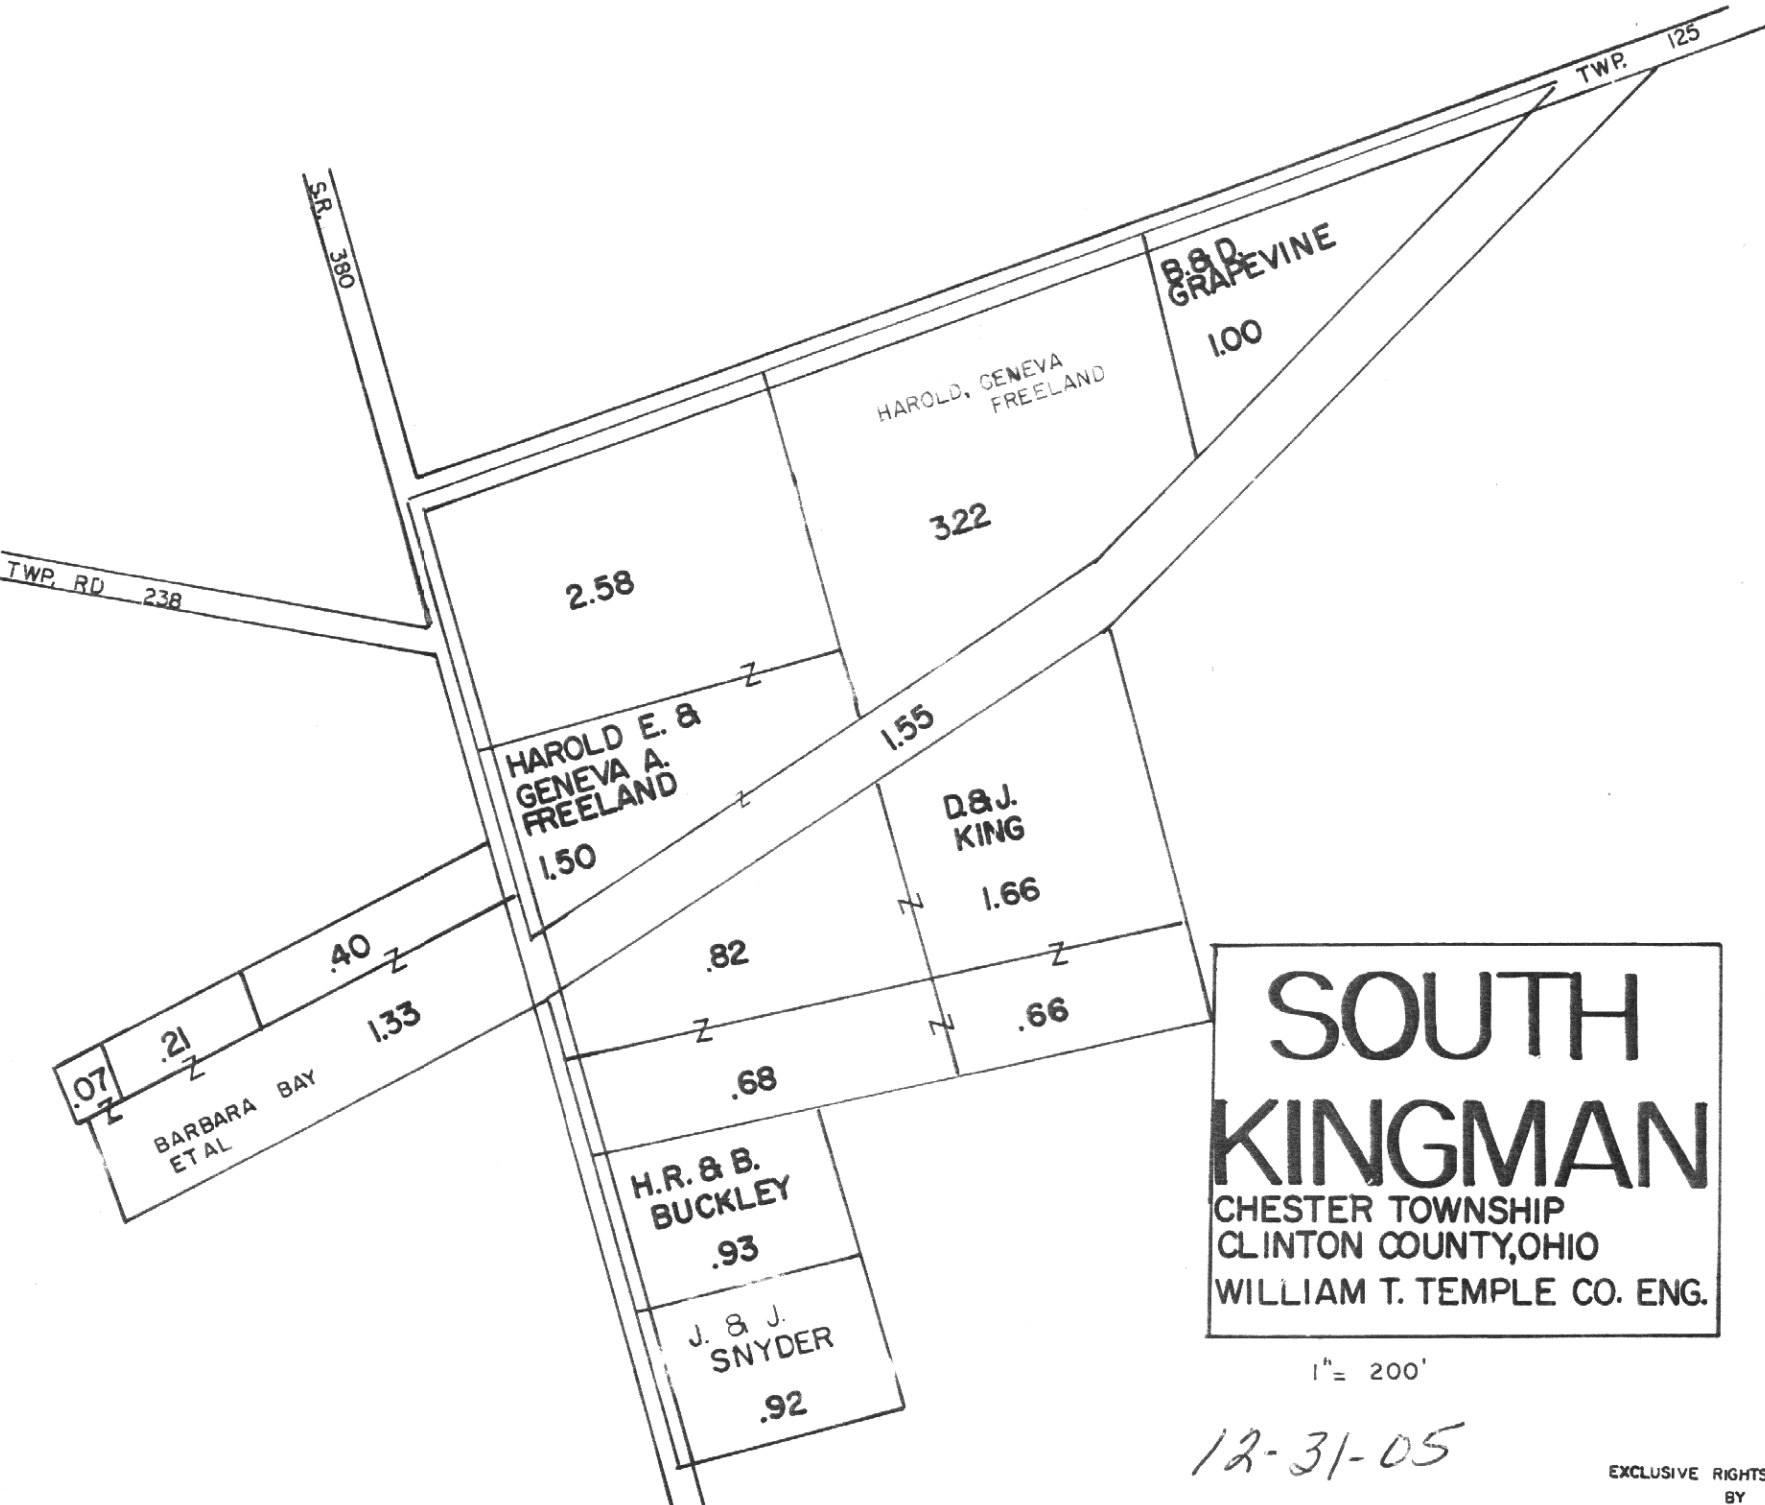 TWP. 125
S.R. 380
B.&D.
GRAPEVINE
1.00
HAROLD, GENEVA
FREELAND
3.22
2.58
TWP. RD 238
HAROLD E. &
GENEVA A.
FREELAND
1.50
1.55
D.&J.
KING
1.66
.82
.40
.21
.07
1.33
BARBARA BAY
ET AL
.66
.68
H.R. & B.
BUCKLEY
.93
J. & J.
SNYDER
.92
SOUTH
KINGMAN
CHESTER TOWNSHIP
CLINTON COUNTY,OHIO
WILLIAM T. TEMPLE CO. ENG.
1"= 200'
12-31-05
EXCLUSIVE RIGHTS
BY